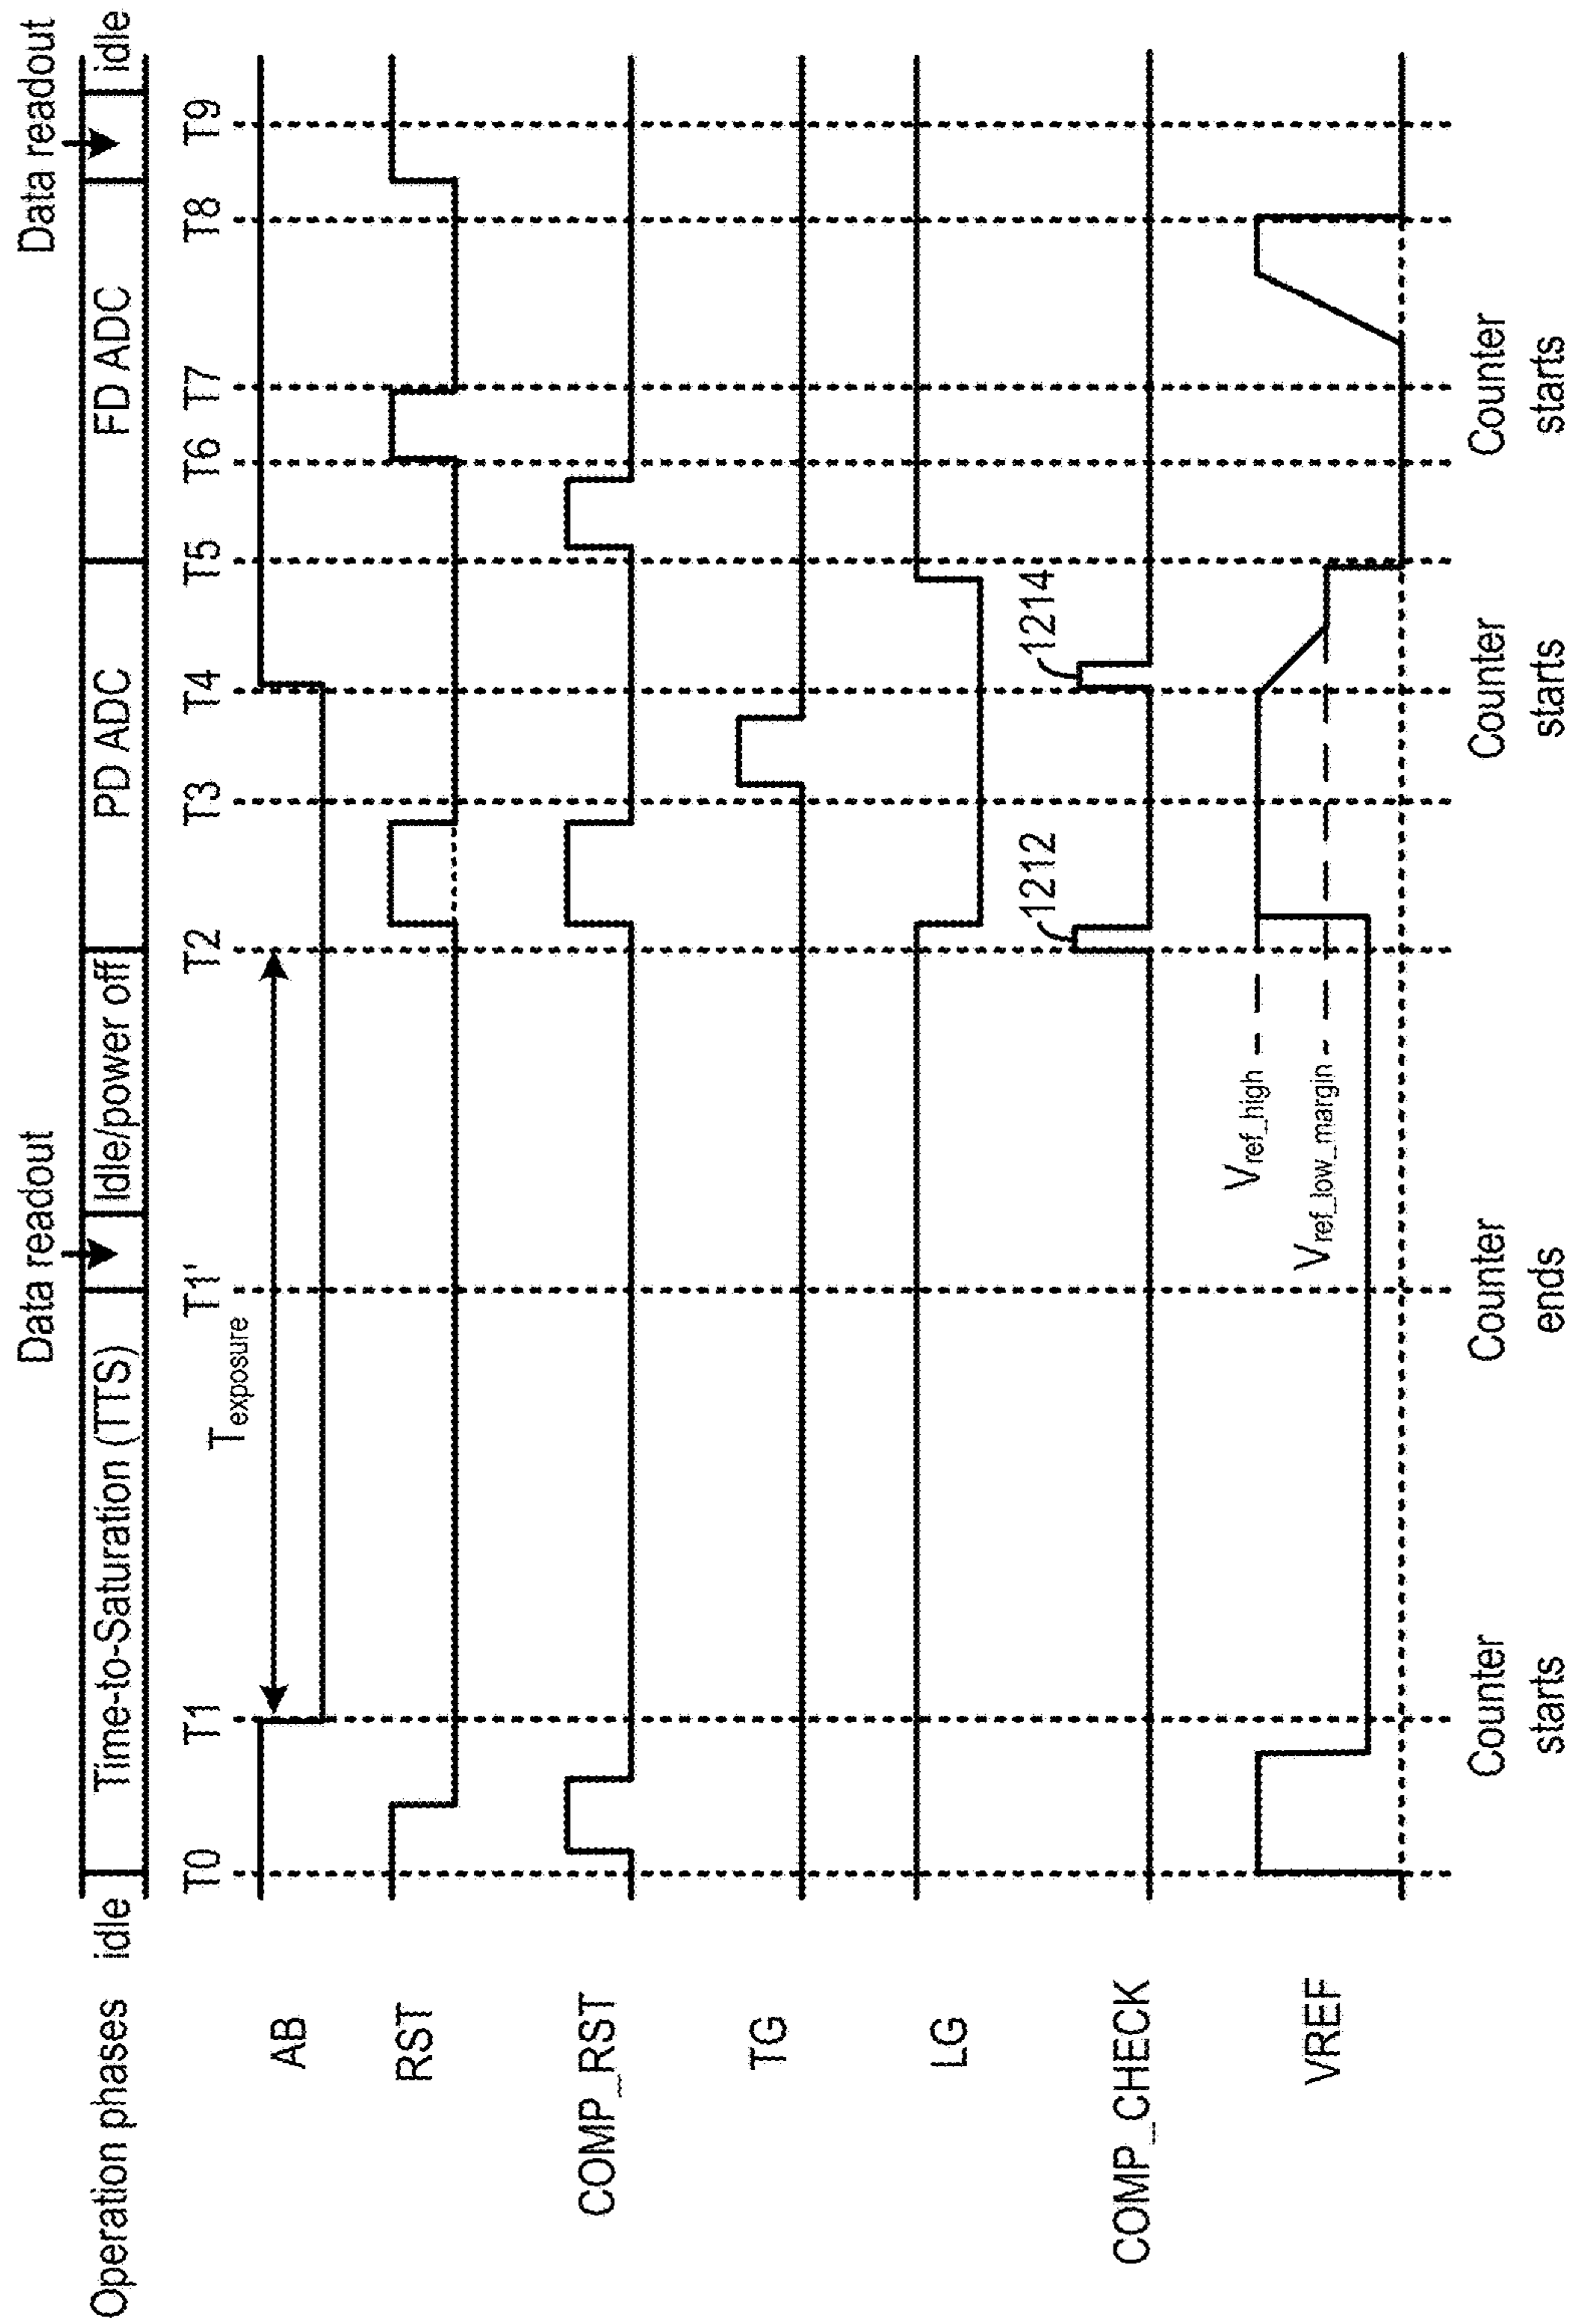 Data readout
Data readout
Operation phases
idle
Time-to-Saturation (TTS)
Idle/power off
PD ADC
FD ADC
idle
T0
T1
T1'
T2
T3
T4
T5
T6
T7
T8
T9
Texposure
AB
RST
COMP_RST
TG
LG
1212
1214
COMP_CHECK
Vref_high
Vref_low_margin
VREF
Counter
starts
Counter
ends
Counter
starts
Counter
starts